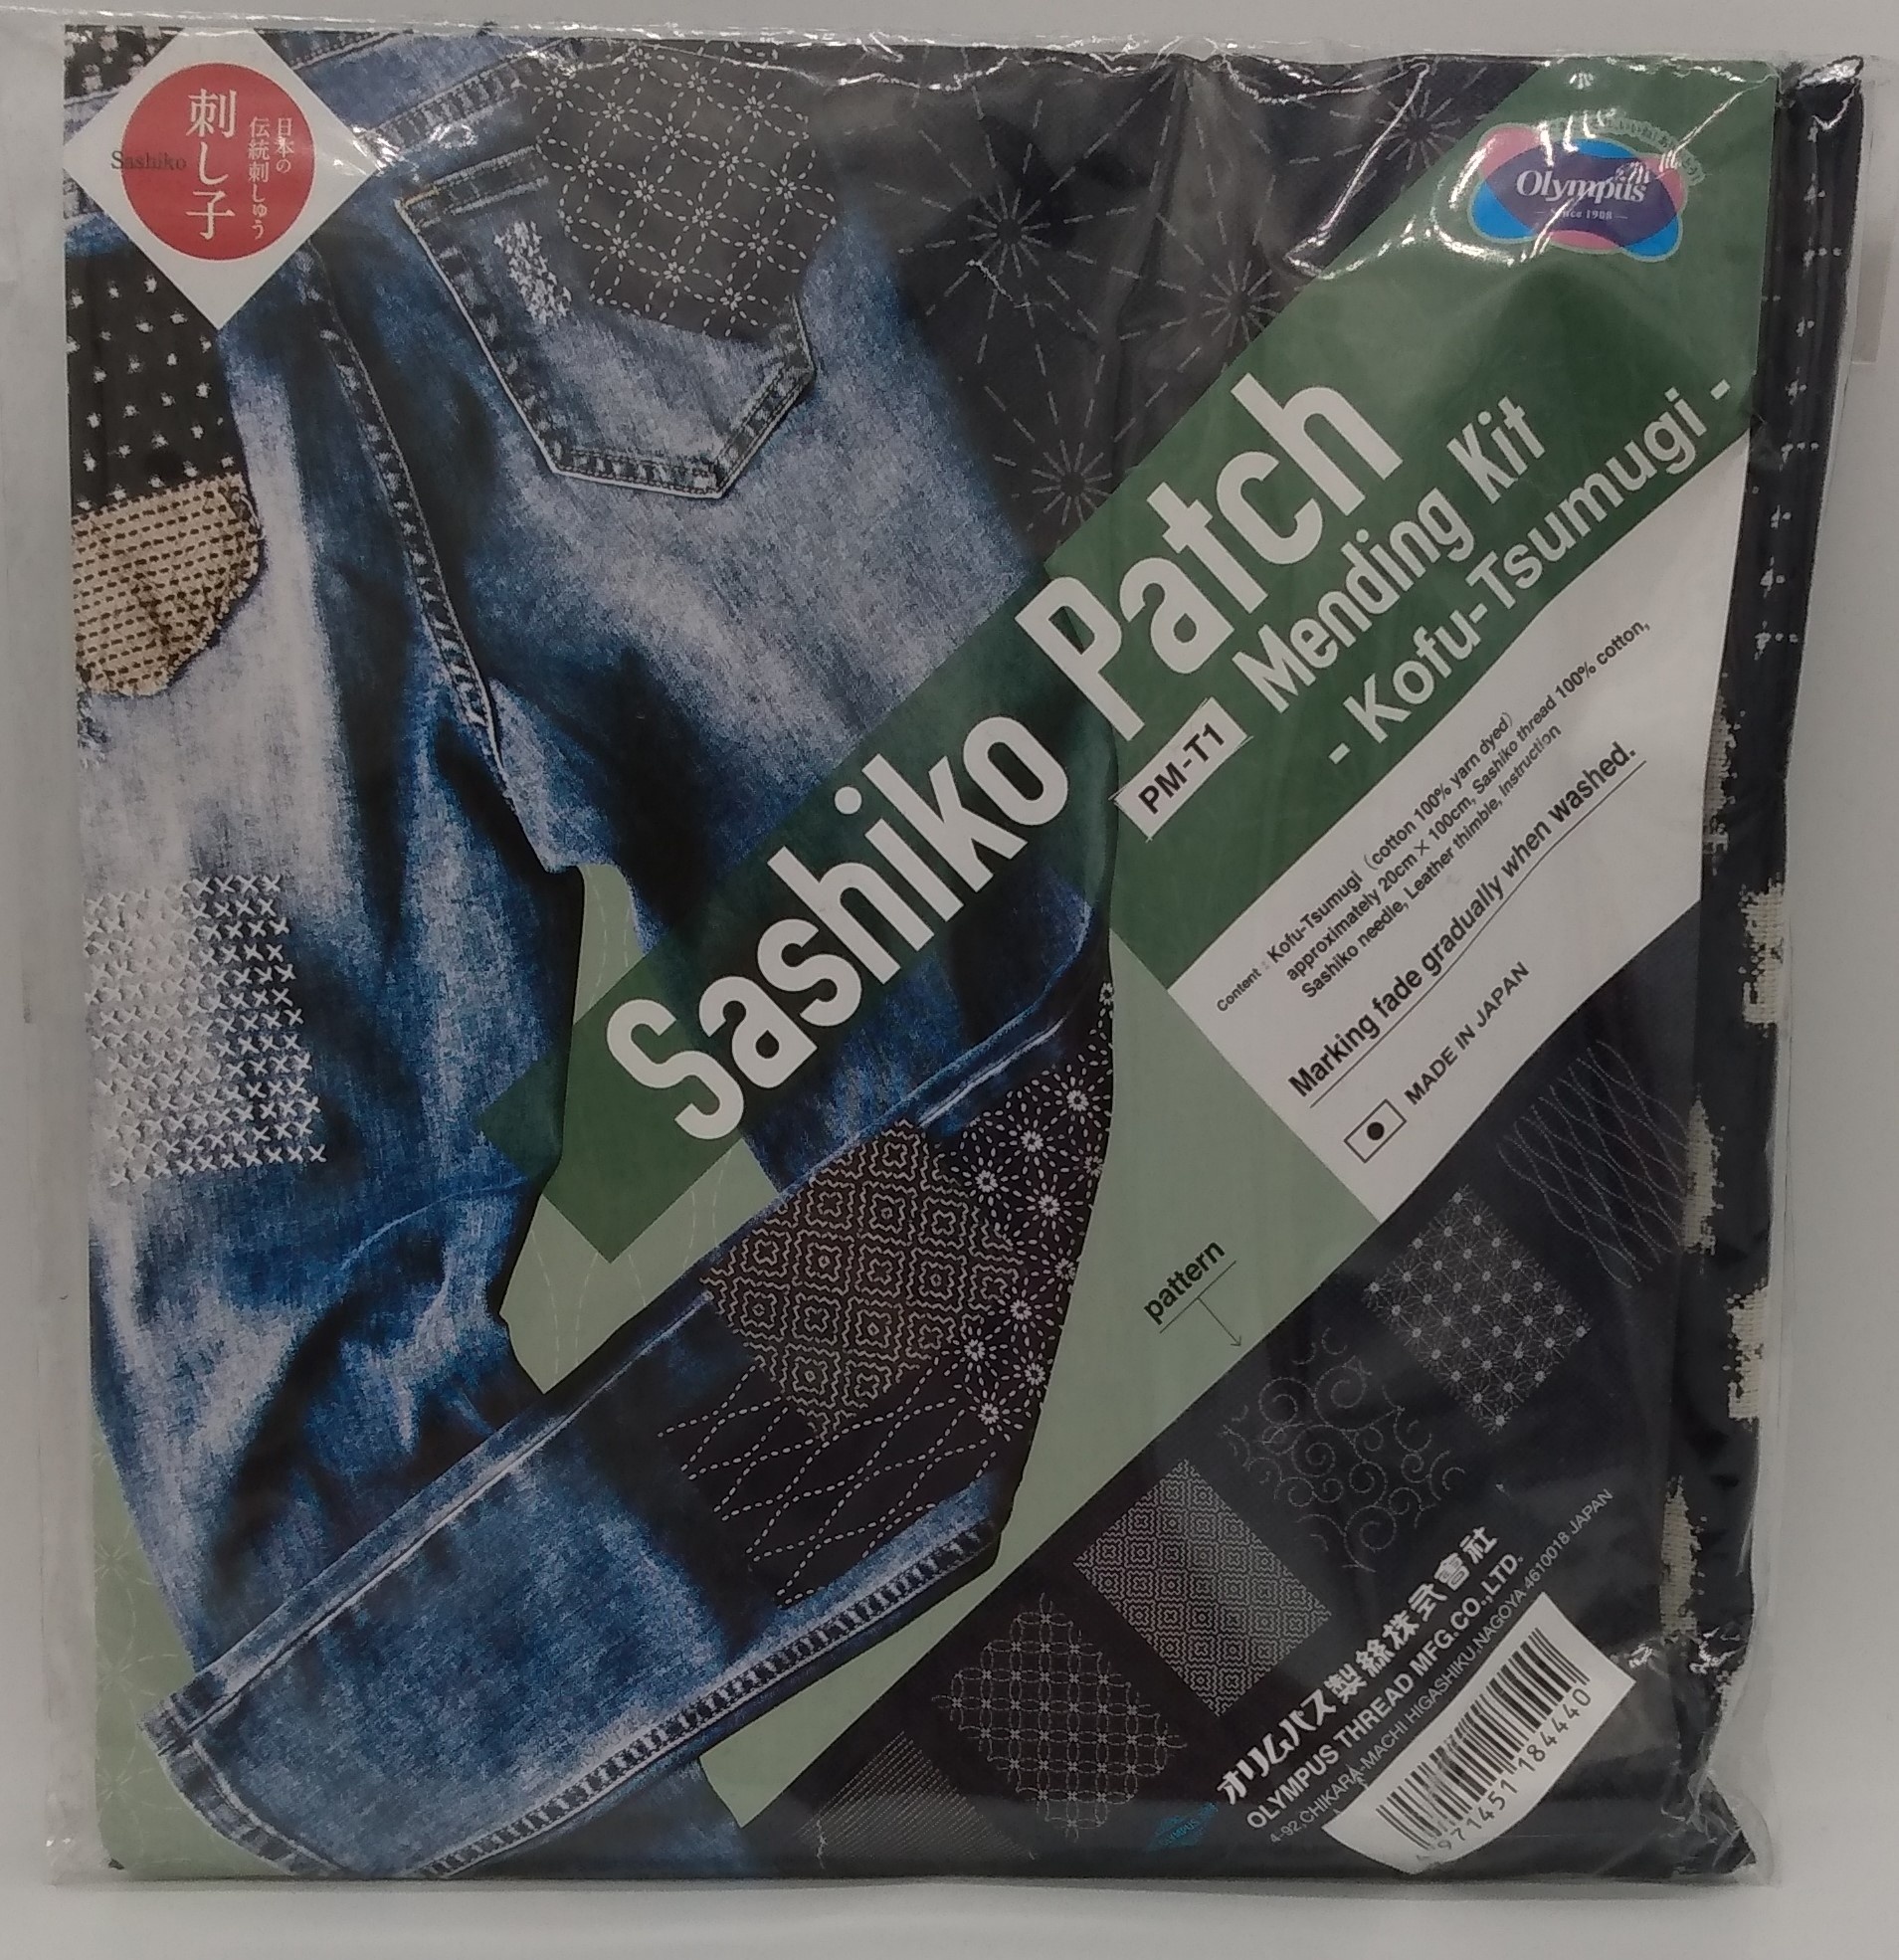 日本の
伝統刺しゅう
刺し子
Sashiko
Olympus
Since 1908
Sashiko Patch
PM-T1 Mending Kit
- Kofu-Tsumugi -
Content : Kofu-Tsumugi (cotton 100% yarn dyed)
approximately 20cm × 100cm, Sashiko thread 100% cotton,
Sashiko needle, Leather thimble, Instruction
Marking fade gradually when washed.
MADE IN JAPAN
pattern
オリムパス製絲株式會社
OLYMPUS THREAD MFG.CO.,LTD.
4-92,CHIKARA-MACHI HIGASHIKU,NAGOYA 4610018 JAPAN
4971451184440